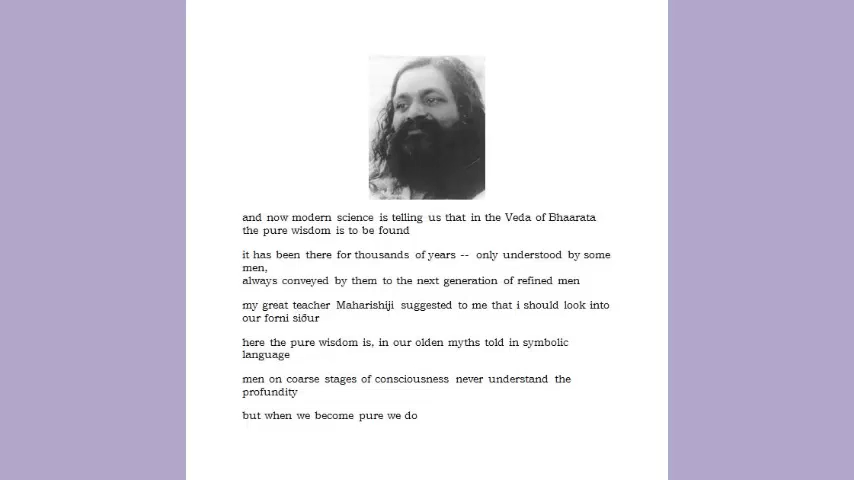 and now modern science is telling us that in the Veda of Bhaarata
the pure wisdom is to be found
it has been there for thousands of years -- only understood by some
men,
always conveyed by them to the next generation of refined men
my great teacher Maharishiji suggested to me that i should look into
our forni siður
here the pure wisdom is, in our olden myths told in symbolic
language
men on coarse stages of consciousness never understand the
profundity
but when we become pure we do